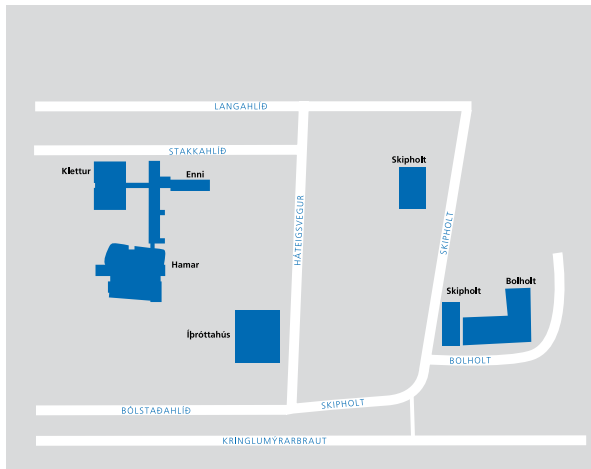 LANGAHLÍÐ
STAKKAHLÍÐ
Skipholt
Klettur
Enni
HÁTEIGSVEGUR
SKIPHOLT
Hamar
Skipholt
Bolholt
Íþróttahús
BOLHOLT
SKIPHOLT
BÓLSTAÐAHLÍÐ
KRINGLUMÝRARBRAUT